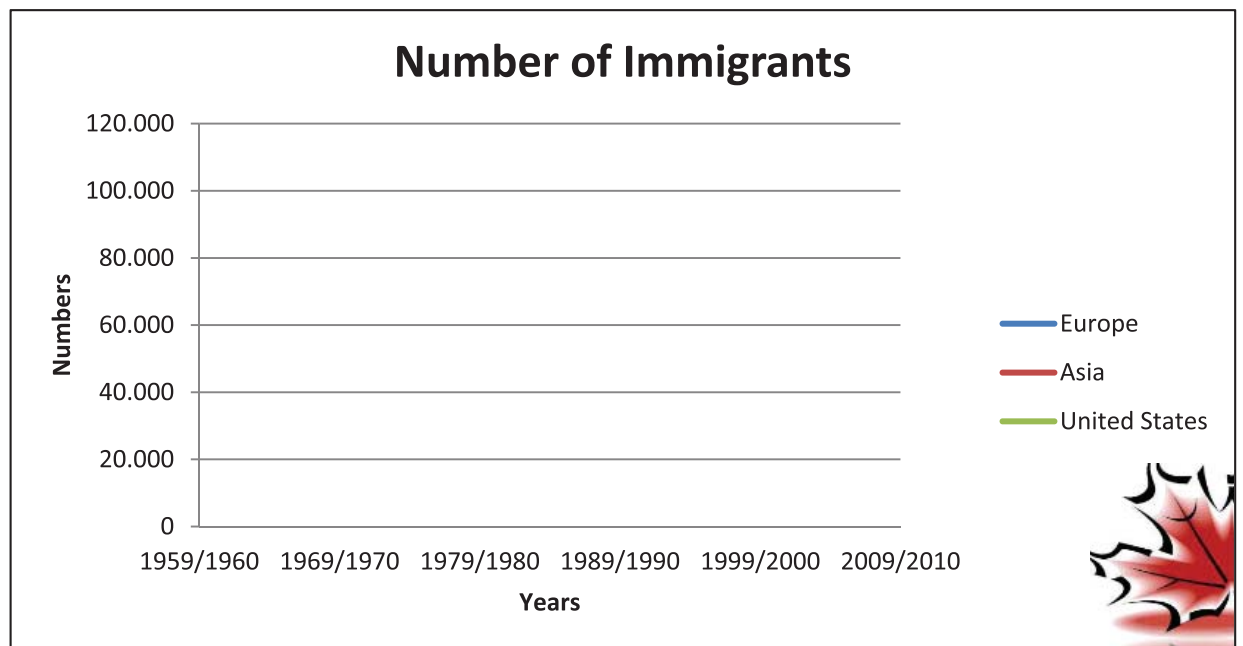 Number of Immigrants
120.000
100.000
80.000
60.000
40.000
20.000
0
Numbers
1959/1960 1969/1970 1979/1980 1989/1990 1999/2000 2009/2010
Years
Europe
Asia
United States